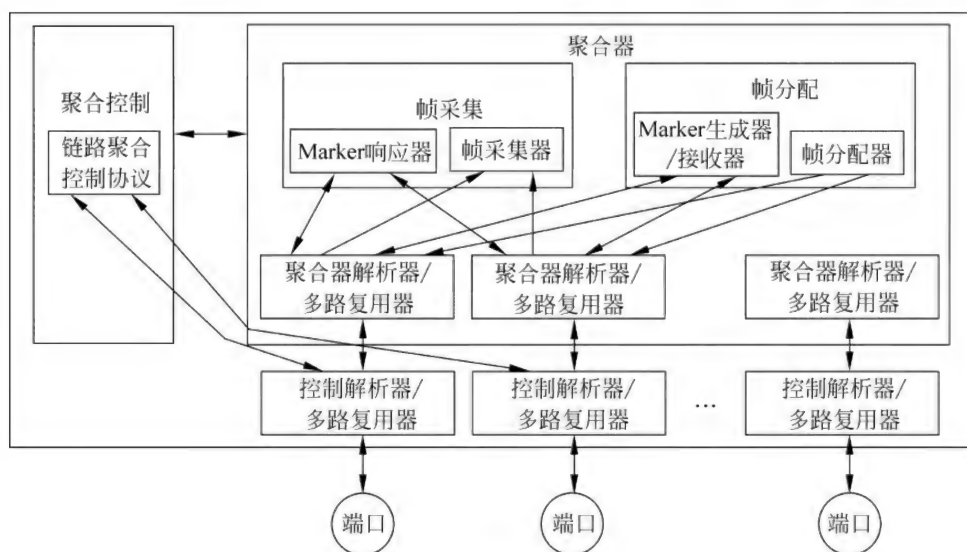 聚合器
聚合控制
链路聚合
控制协议
帧采集
Marker响应器
帧采集器
帧分配
Marker生成器
/接收器
帧分配器
聚合器解析器/
多路复用器
聚合器解析器/
多路复用器
聚合器解析器/
多路复用器
控制解析器/
多路复用器
控制解析器/
多路复用器
...
控制解析器/
多路复用器
端口
端口
端口